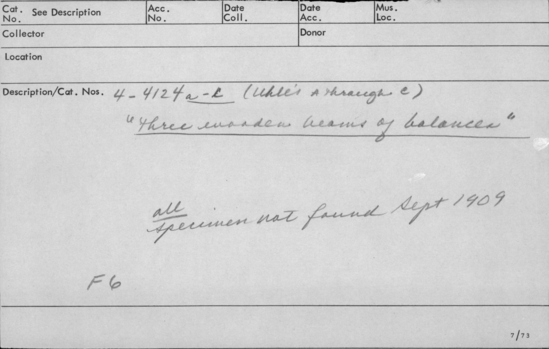 Cat. No. See Description Acc. No. Date Coll. Date Acc. Mus. Loc.
Collector Donor
Location
Description/Cat. Nos. 4-4124a-c (Uhle's A through C)
"three wooden beams of balances"
all
specimen not found Sept 1909
F6
7/73